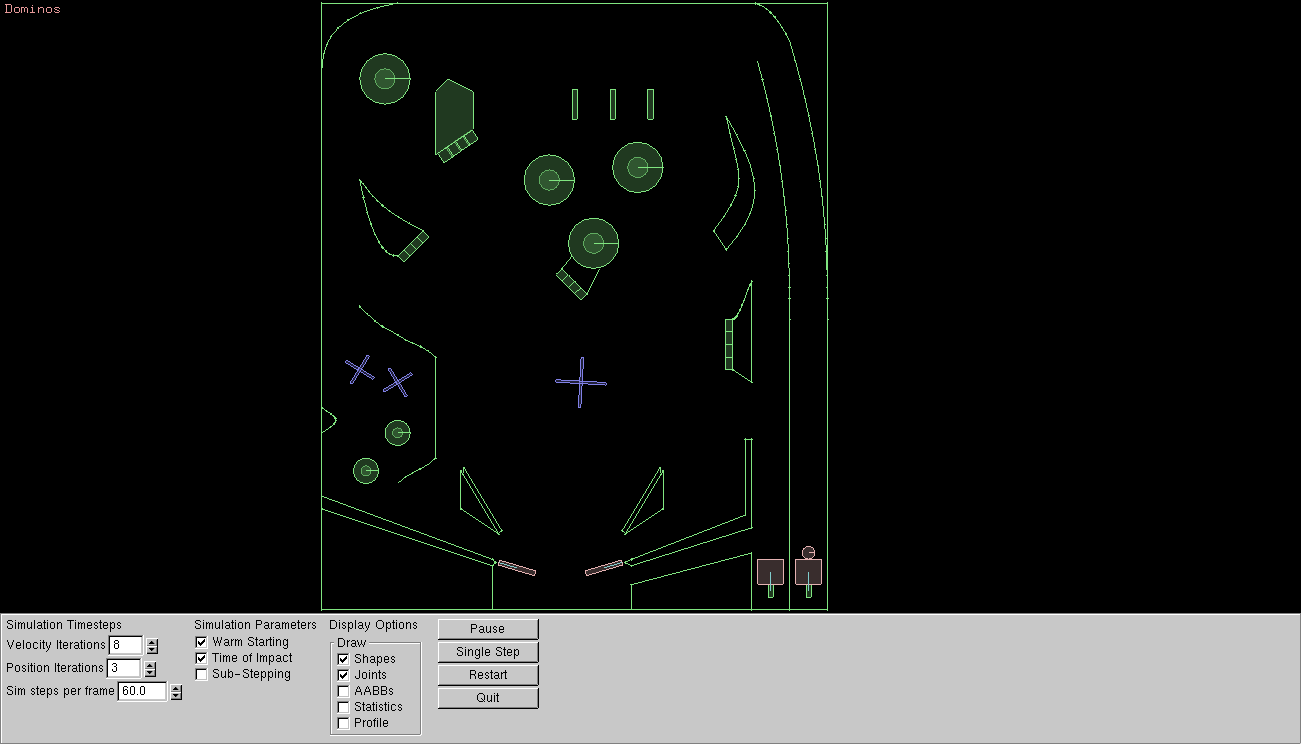 Dominos
Simulation Timesteps
Velocity Iterations 8
Position Iterations 3
Sim steps per frame 60.0
Simulation Parameters
Warm Starting
Time of Impact
Sub-Stepping
Display Options
Draw
Shapes
Joints
AABBs
Statistics
Profile
Pause
Single Step
Restart
Quit